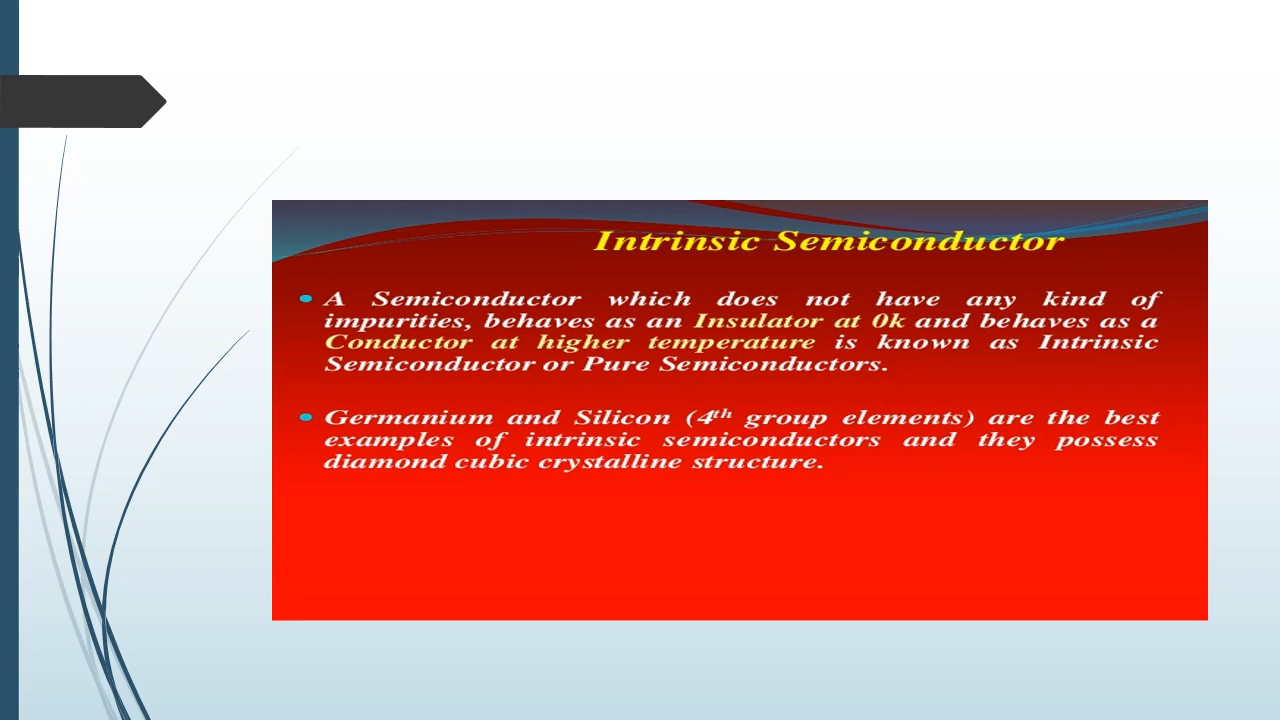 Intrinsic Semiconductor
A Semiconductor which does not have any kind of
impurities, behaves as an Insulator at 0k and behaves as a
Conductor at higher temperature is known as Intrinsic
Semiconductor or Pure Semiconductors.
Germanium and Silicon (4th group elements) are the best
examples of intrinsic semiconductors and they possess
diamond cubic crystalline structure.